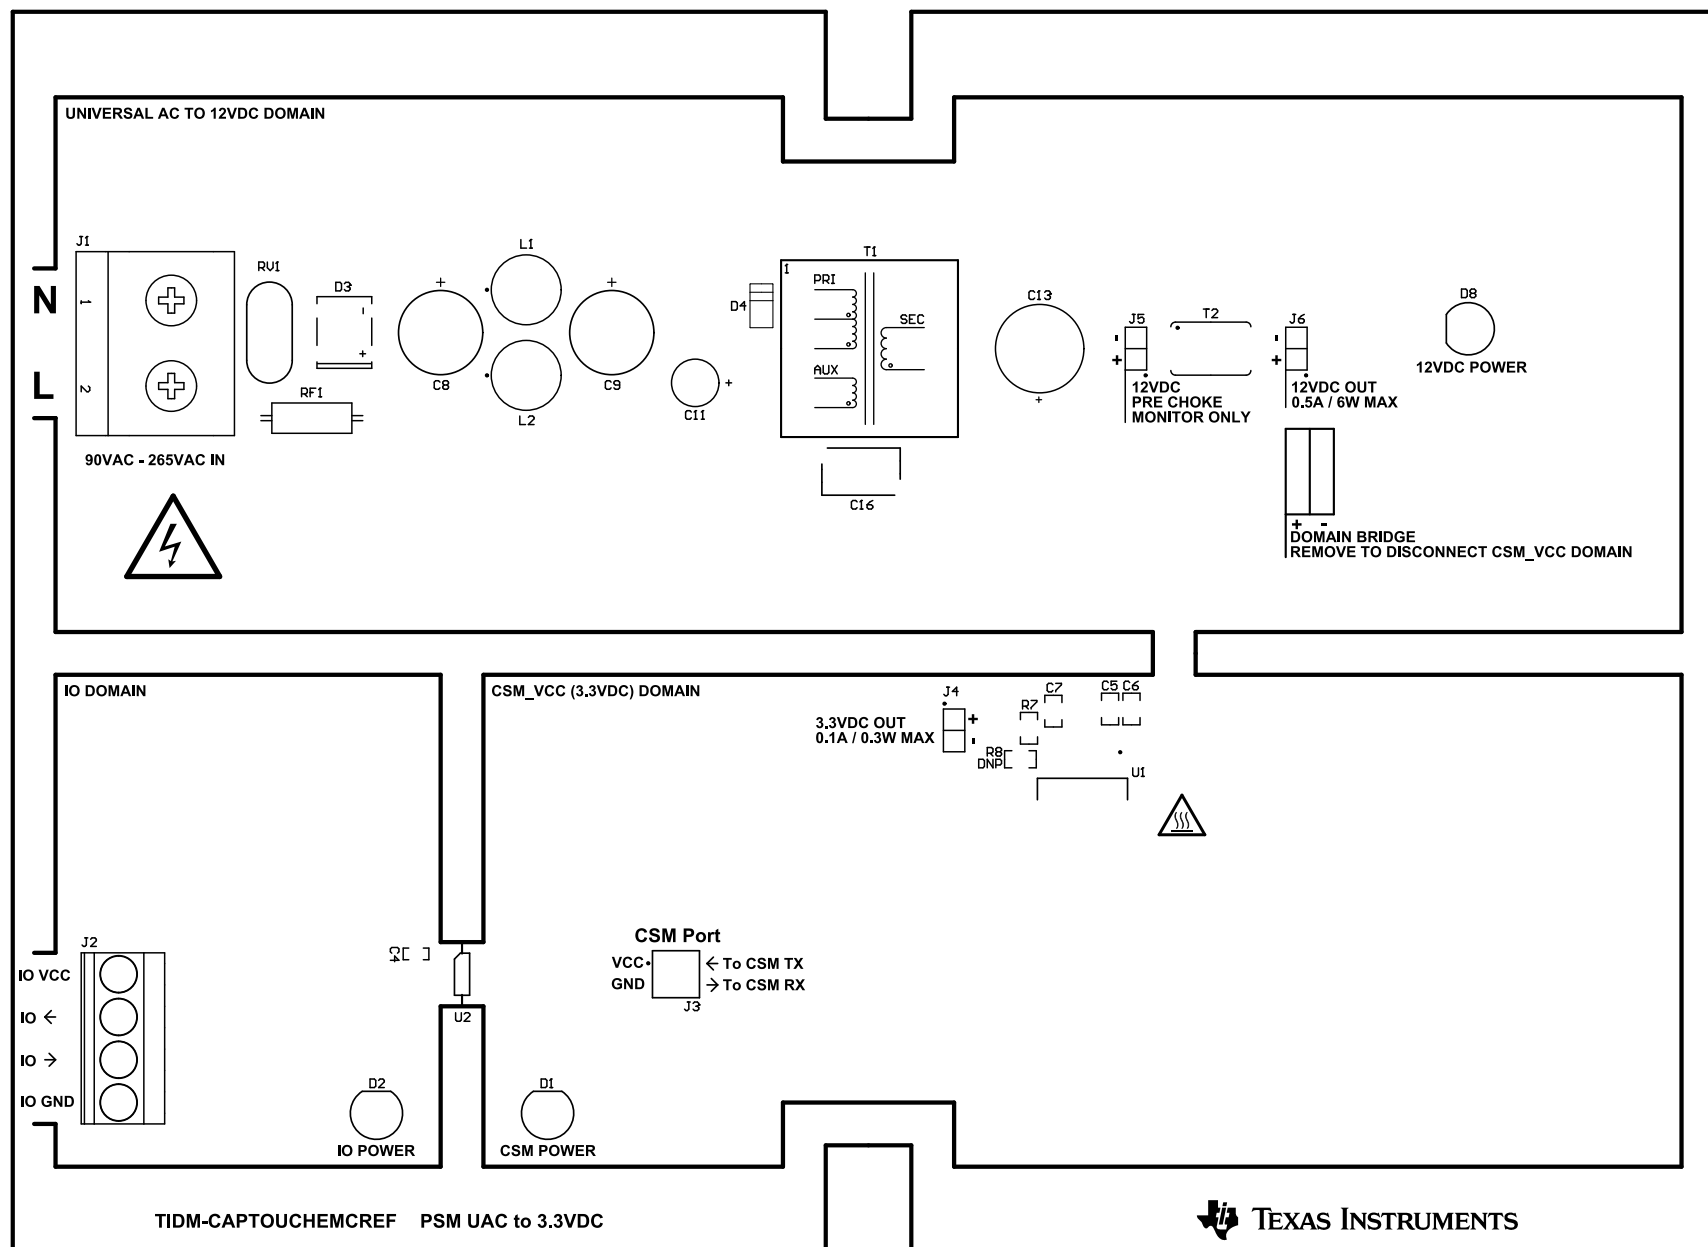 UNIVERSAL AC TO 12VDC DOMAIN
J1
N
1
L
2
90VAC - 265VAC IN
RV1
RF1
D3
- 
+
+
C8
L1
L2
+
C9
C11
+
D4
T1
1
PRI
SEC
AUX
C16
C13
+
J5
-
+
12VDC
PRE CHOKE
MONITOR ONLY
T2
J6
-
+
12VDC OUT
0.5A / 6W MAX
D8
12VDC POWER
+ -
DOMAIN BRIDGE
REMOVE TO DISCONNECT CSM_VCC DOMAIN
IO DOMAIN
J2
IO VCC
IO ←
IO →
IO GND
C4
U2
D2
IO POWER
CSM_VCC (3.3VDC) DOMAIN
J4
+
-
3.3VDC OUT
0.1A / 0.3W MAX
R7
C7
C5 C6
R8
DNP
U1
CSM Port
VCC
GND
← To CSM TX
→ To CSM RX
J3
D1
CSM POWER
TIDM-CAPTOUCHEMCREF PSM UAC to 3.3VDC
ti
TEXAS INSTRUMENTS